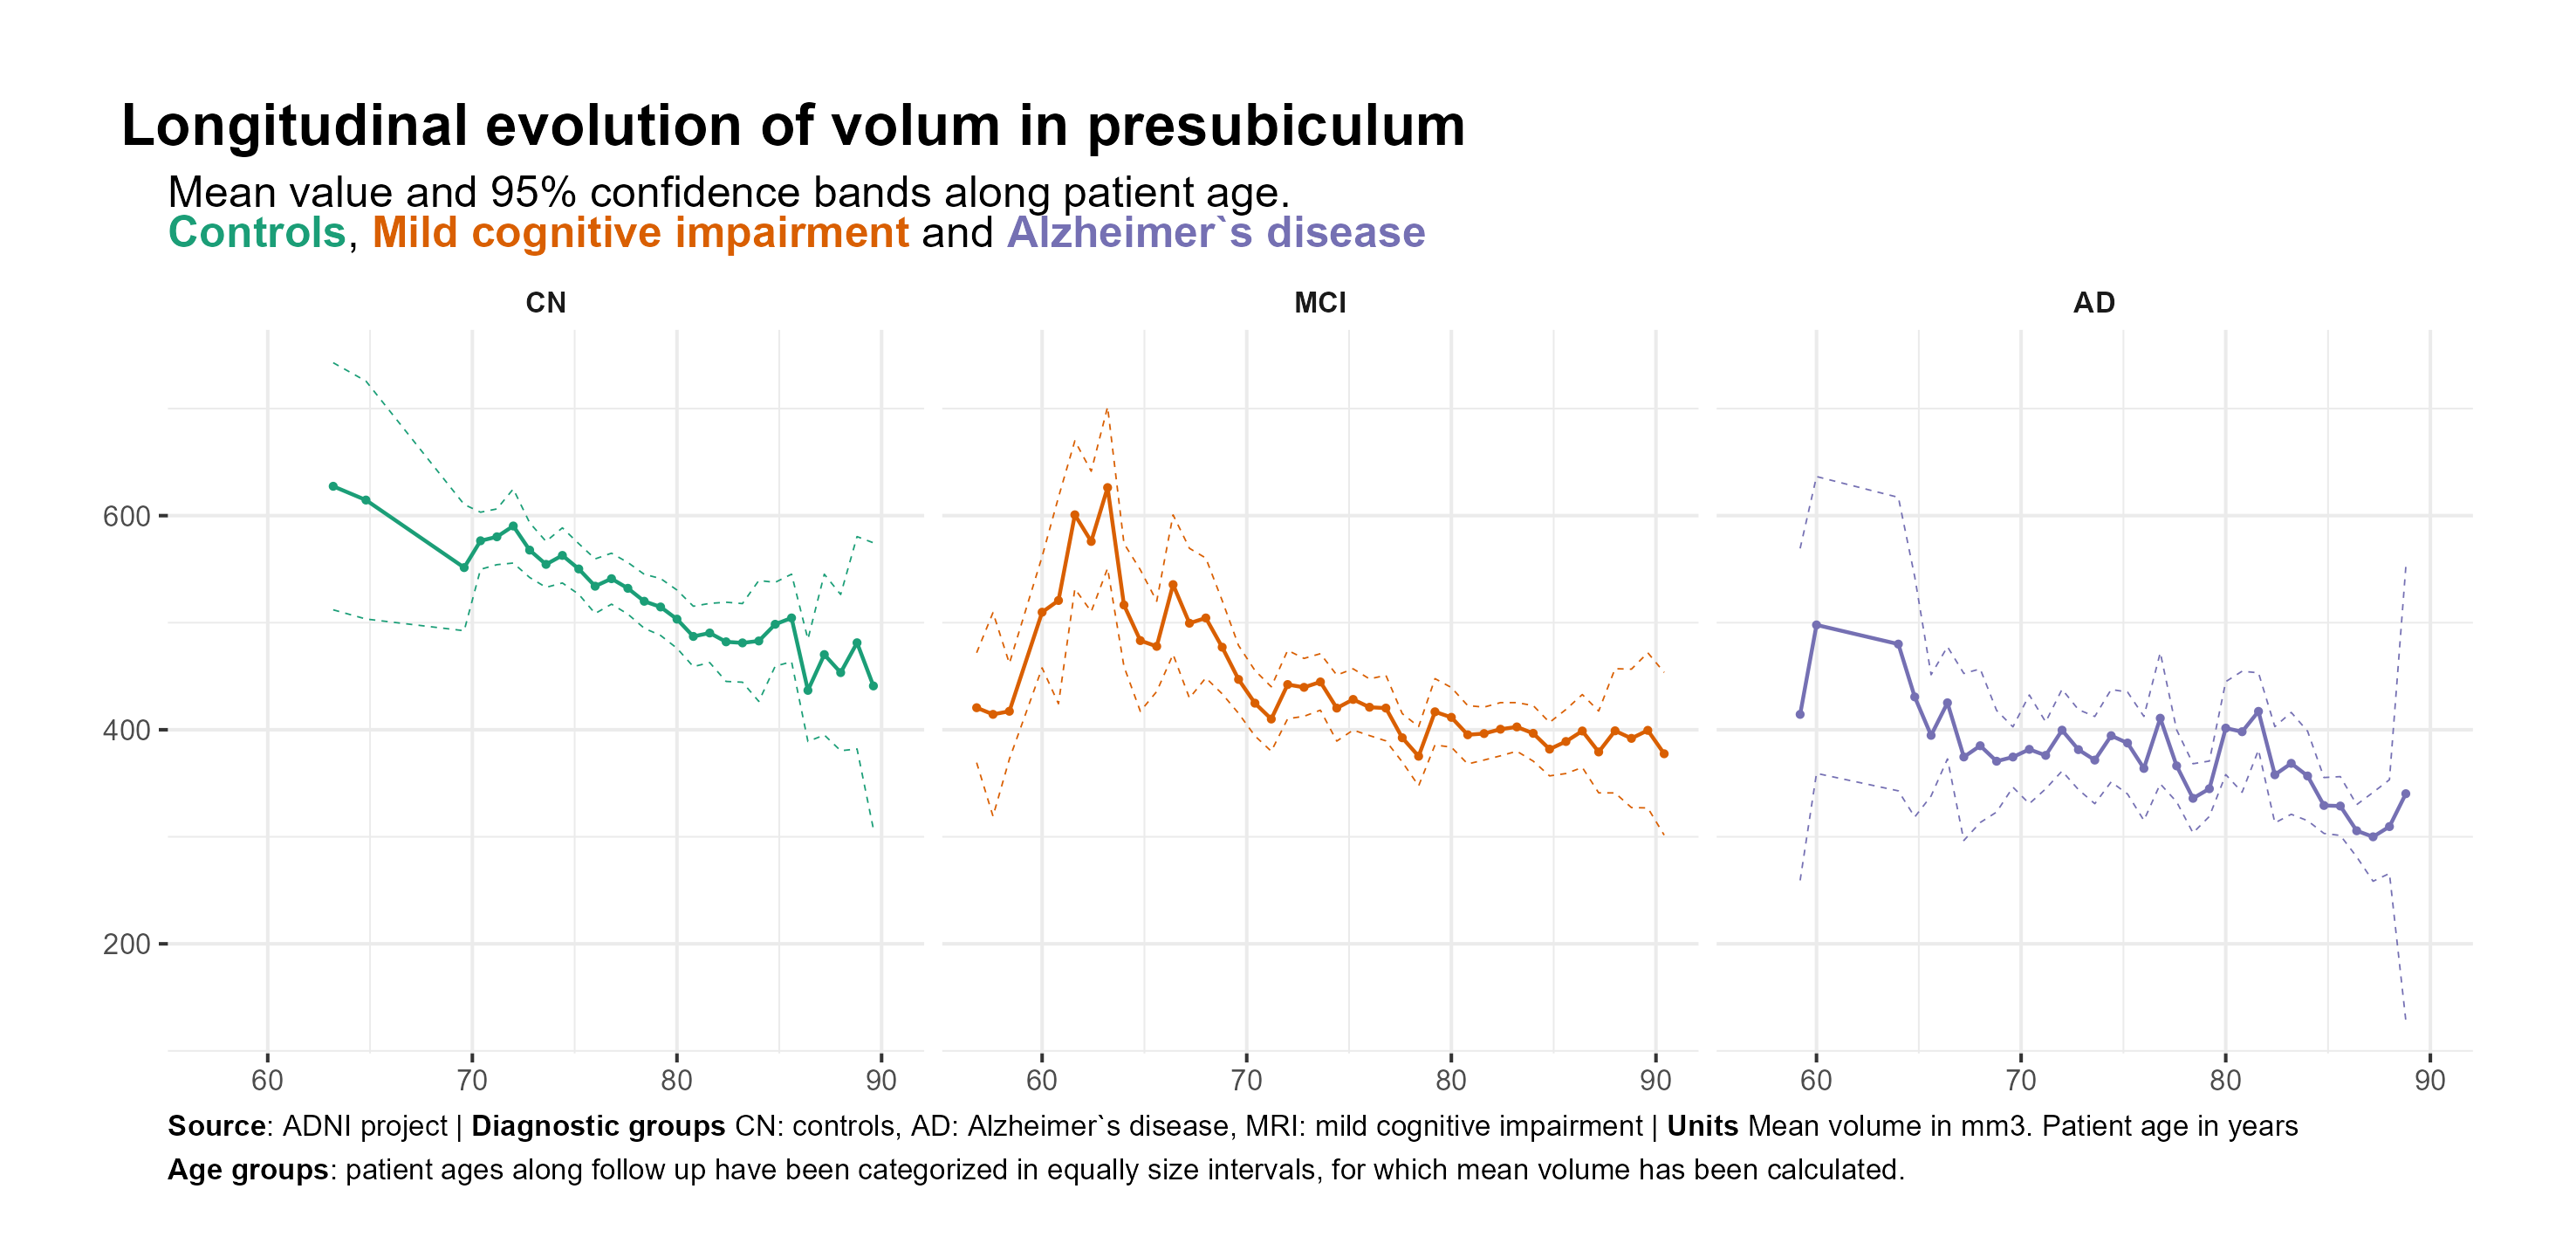 Longitudinal evolution of volum in presubiculum
Mean value and 95% confidence bands along patient age.
Controls, Mild cognitive impairment and Alzheimer`s disease
CN MCI AD
600
400
200
60 70 80 90 60 70 80 90 60 70 80 90
Source: ADNI project | Diagnostic groups CN: controls, AD: Alzheimer`s disease, MRI: mild cognitive impairment | Units Mean volume in mm3. Patient age in years
Age groups: patient ages along follow up have been categorized in equally size intervals, for which mean volume has been calculated.